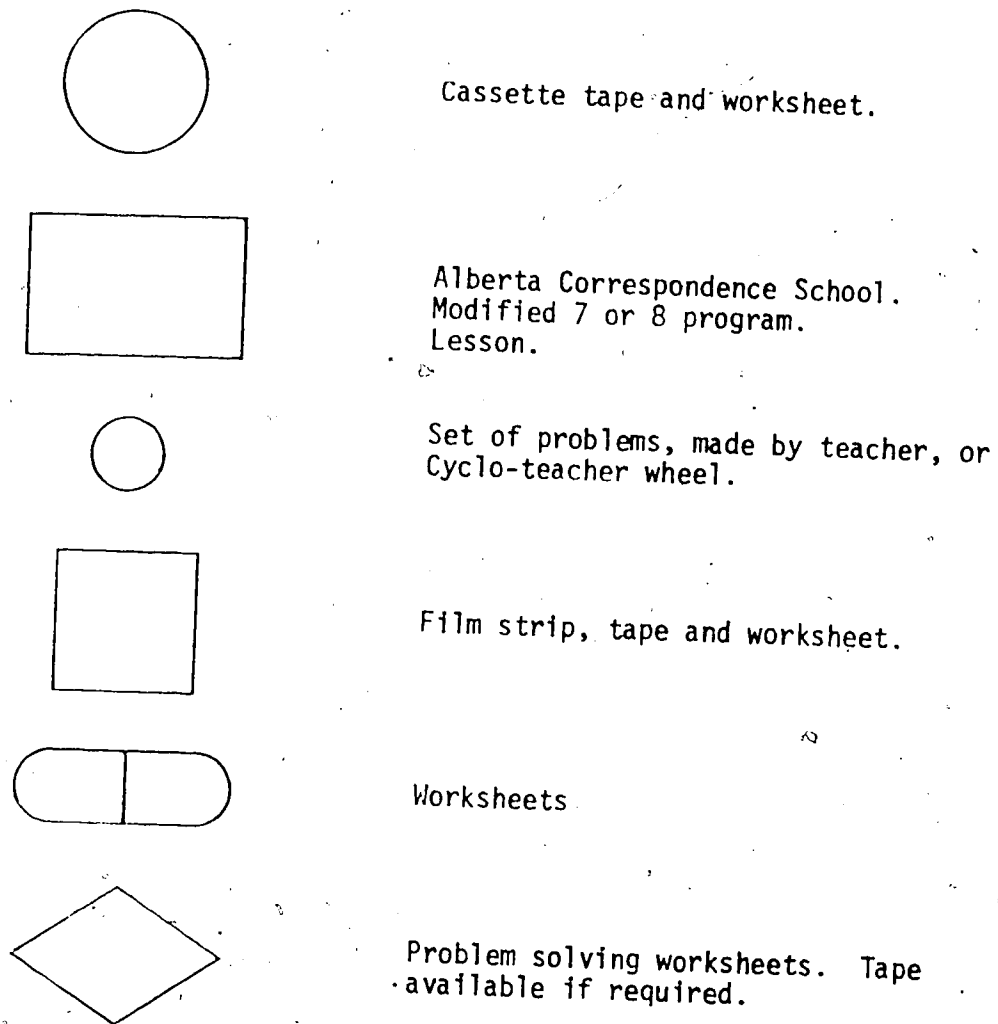 Cassette tape and worksheet.
Alberta Correspondence School.
Modified 7 or 8 program.
Lesson.
Set of problems, made by teacher, or
Cyclo-teacher wheel.
Film strip, tape and worksheet.
Worksheets
Problem solving worksheets. Tape
available if required.